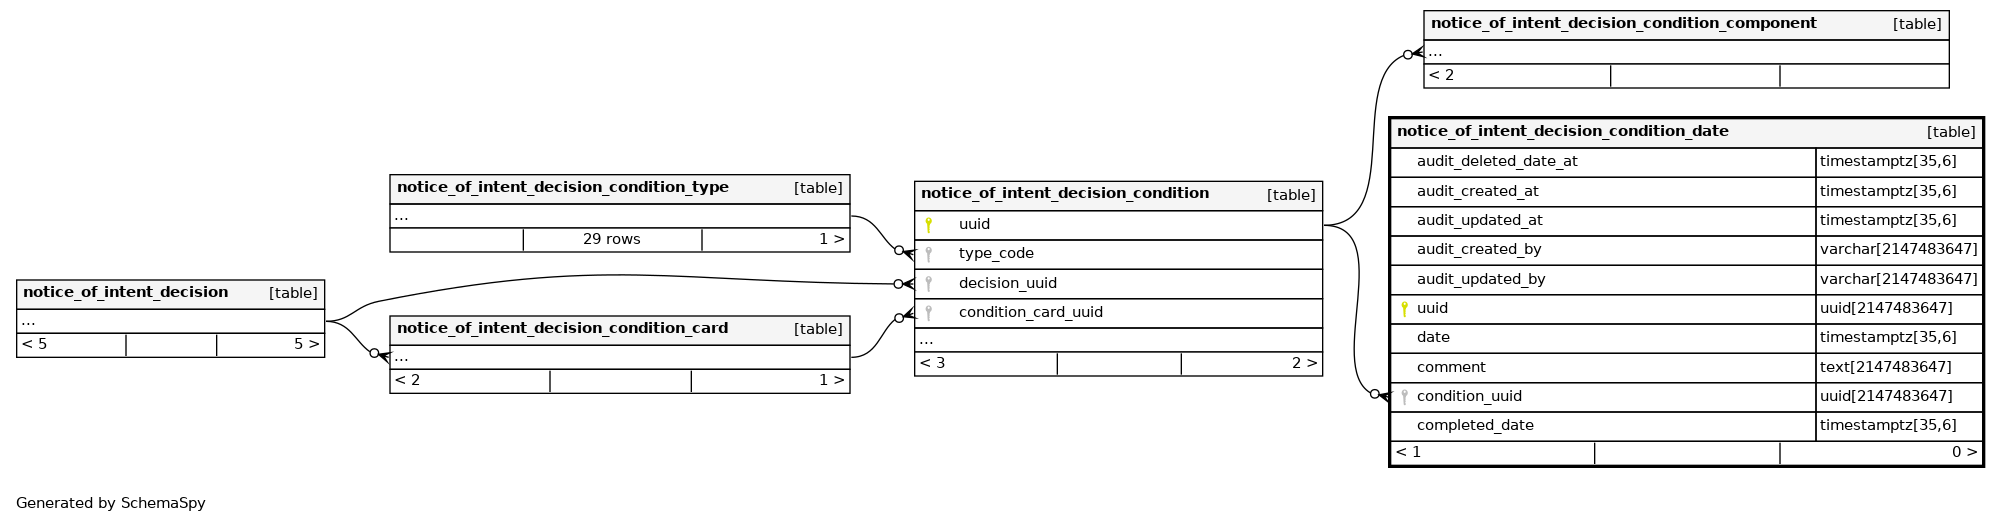 notice_of_intent_decision_condition_component [table]
...
< 2
notice_of_intent_decision_condition_date [table]
audit_deleted_date_at timestamptz[35,6]
audit_created_at timestamptz[35,6]
audit_updated_at timestamptz[35,6]
audit_created_by varchar[2147483647]
audit_updated_by varchar[2147483647]
uuid uuid[2147483647]
date timestamptz[35,6]
comment text[2147483647]
condition_uuid uuid[2147483647]
completed_date timestamptz[35,6]
< 1 0 >
notice_of_intent_decision_condition_type [table]
...
29 rows 1 >
notice_of_intent_decision_condition [table]
uuid
type_code
decision_uuid
condition_card_uuid
...
< 3 2 >
notice_of_intent_decision [table]
...
< 5 5 >
notice_of_intent_decision_condition_card [table]
...
< 2 1 >
Generated by SchemaSpy